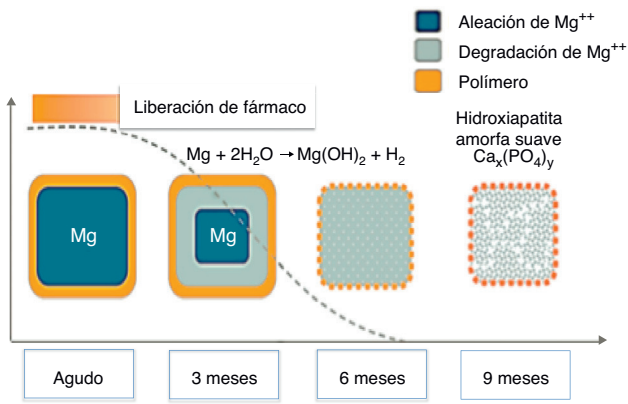 Aleación de Mg⁺⁺
Degradación de Mg⁺⁺
Polímero
Liberación de fármaco
Hidroxiapatita
amorfa suave
Caₓ(PO₄)ᵧ
Mg + 2H₂O → Mg(OH)₂ + H₂
Mg
Mg
Agudo
3 meses
6 meses
9 meses